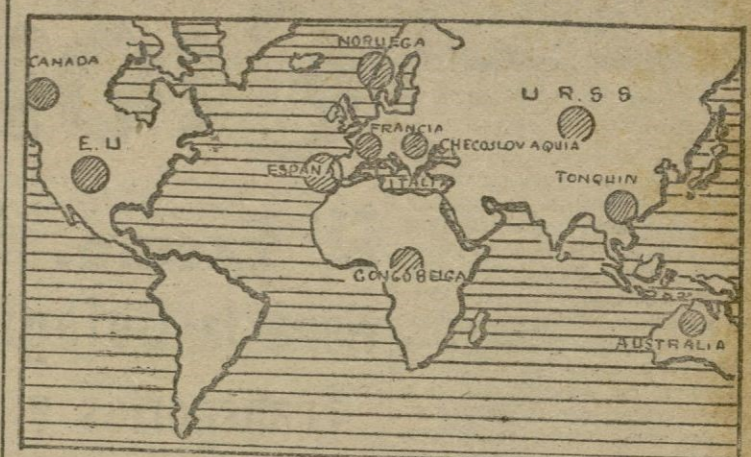 NORUEGA
CANADA
U R.S S
E.U
FRANCIA
CHECOSLOVAQUIA
ESPAÑA
ITALIA
TONQUIN
CONGO BELGA
AUSTRALIA